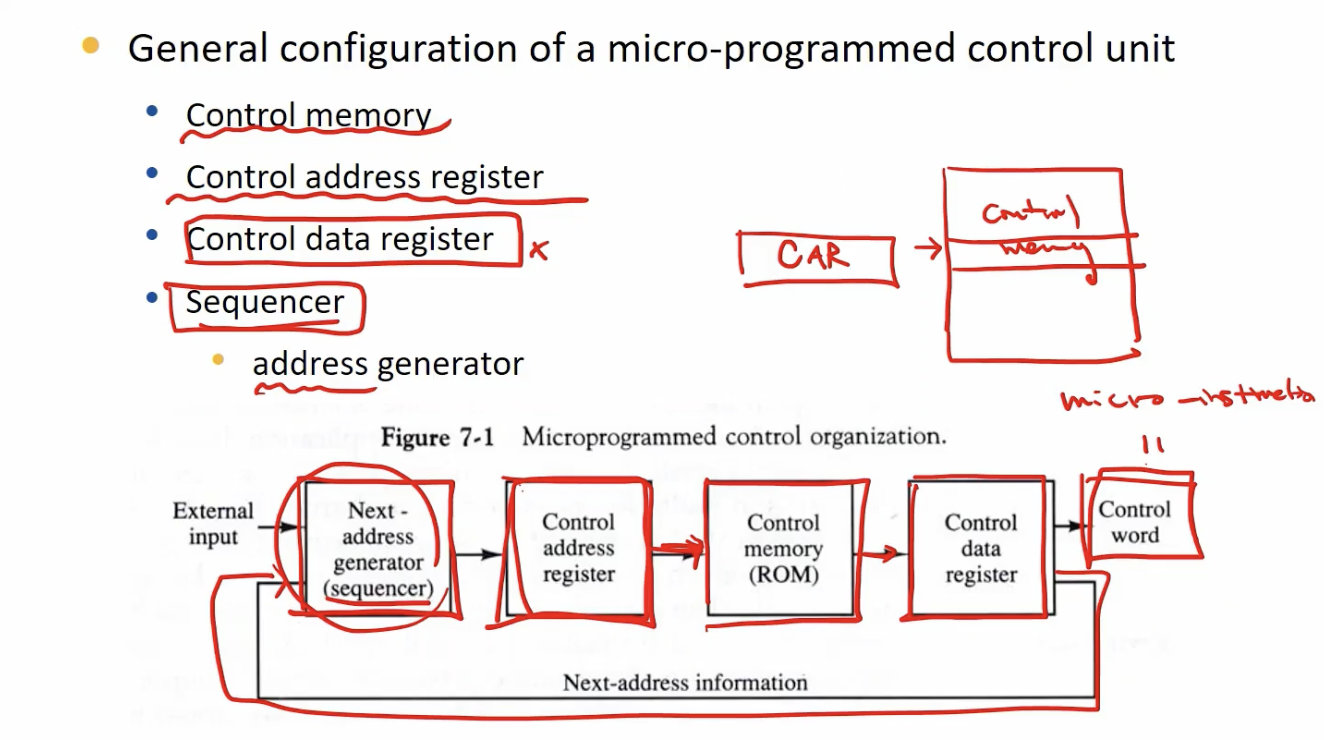 General configuration of a micro-programmed control unit
Control memory
Control address register
Control data register x
Sequencer
address generator
CAR
Control
memory
micro-
Figure 7-1 Microprogrammed control organization.
=
External
input
Next -
address
generator
(sequencer)
Control
address
register
Control
memory
(ROM)
Control
data
register
Control
word
Next-address information